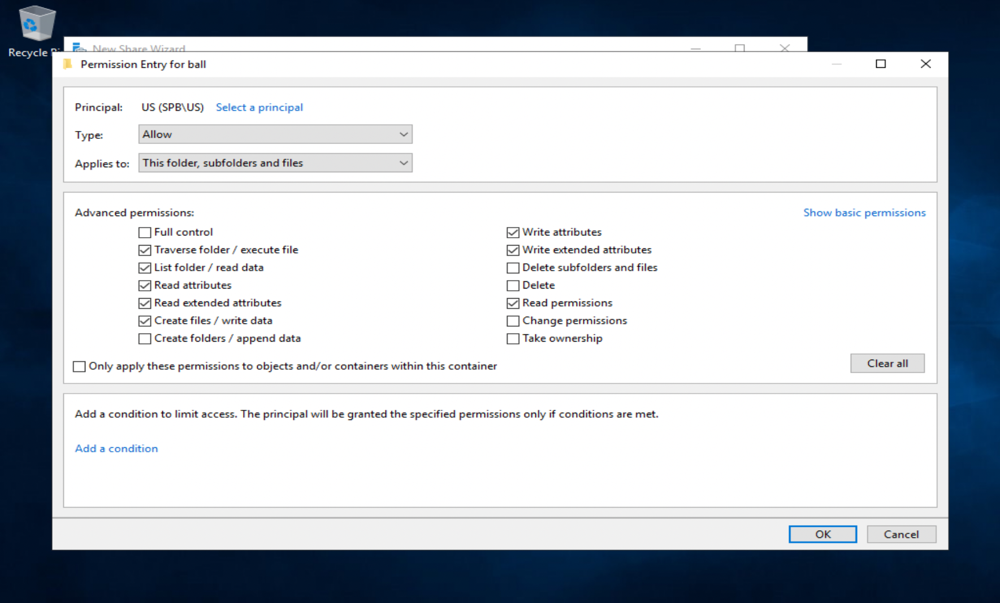 New Share Wizard
Recycle
Permission Entry for ball
Principal: US (SPB\US) Select a principal
Type: Allow
Applies to: This folder, subfolders and files
Advanced permissions: Show basic permissions
Full control
Traverse folder / execute file
List folder / read data
Read attributes
Read extended attributes
Create files / write data
Create folders / append data
Write attributes
Write extended attributes
Delete subfolders and files
Delete
Read permissions
Change permissions
Take ownership
Only apply these permissions to objects and/or containers within this container
Clear all
Add a condition to limit access. The principal will be granted the specified permissions only if conditions are met.
Add a condition
OK Cancel